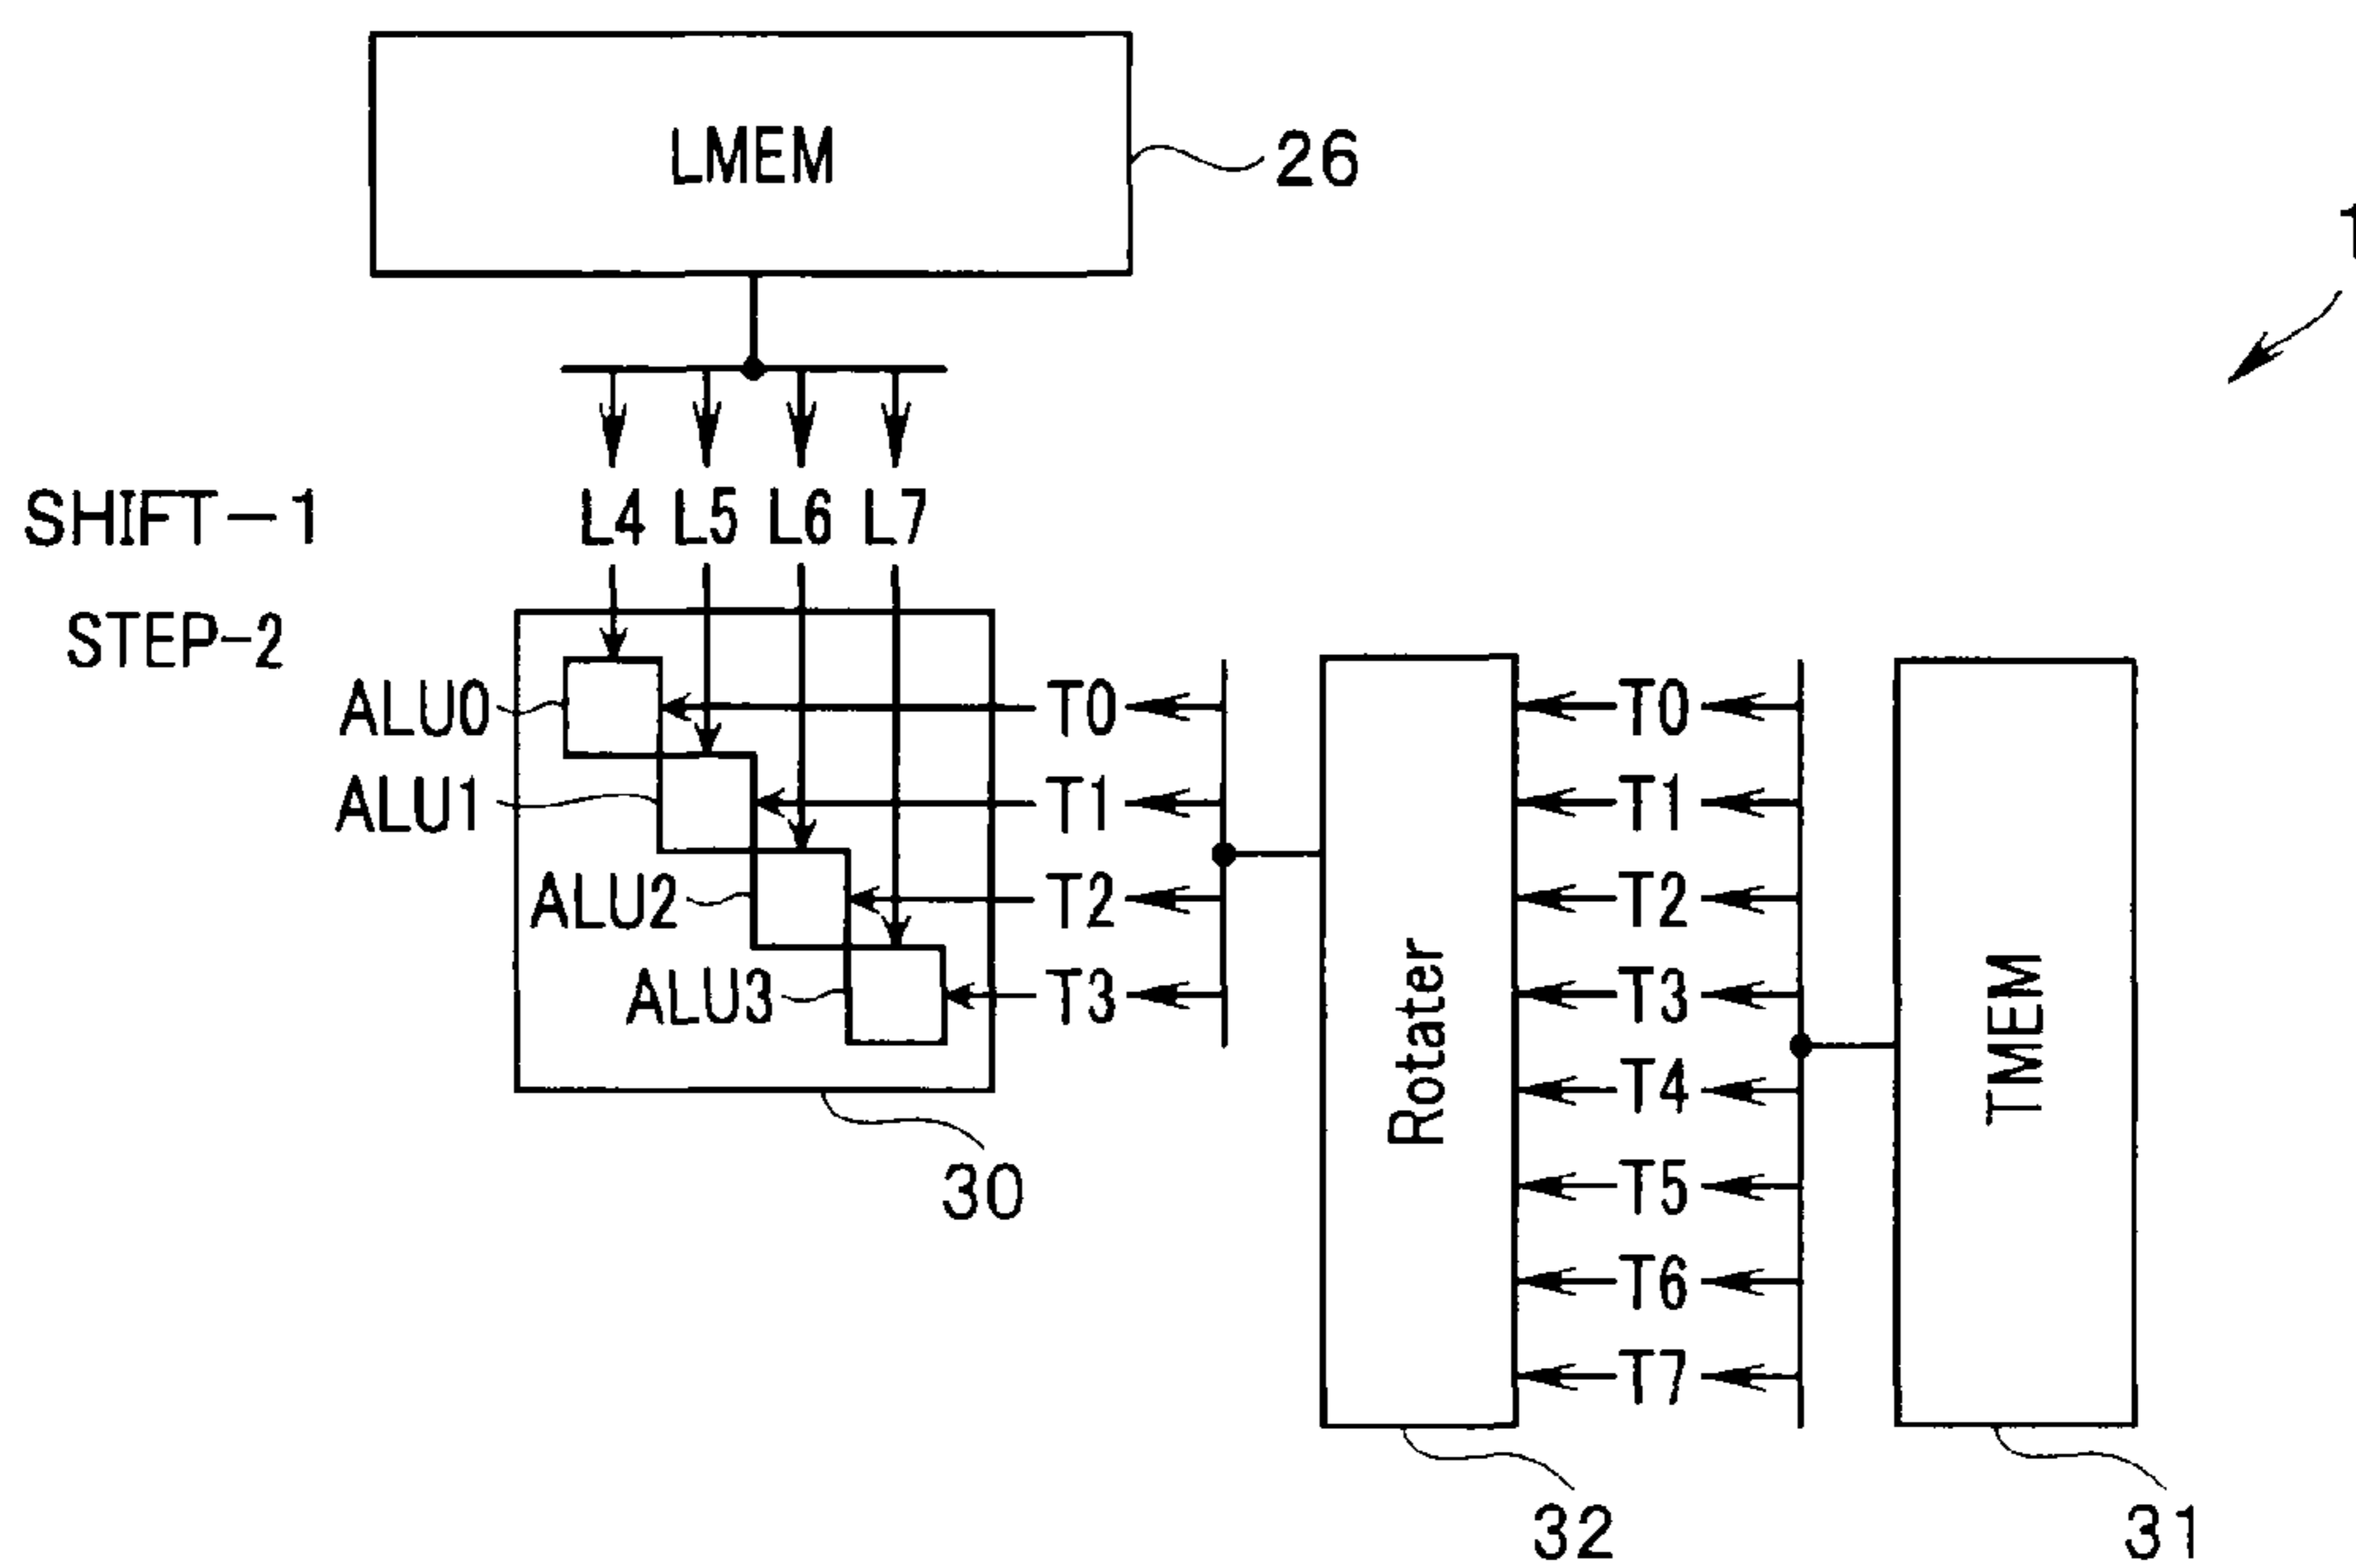 LMEM
26
1
SHIFT-1 L4 L5 L6 L7
STEP-2
ALU0 T0 T0
ALU1 T1 T1
ALU2 T2 T2
ALU3 T3 T3
T4
T5
T6
T7
Rotater
TMEM
30
32
31